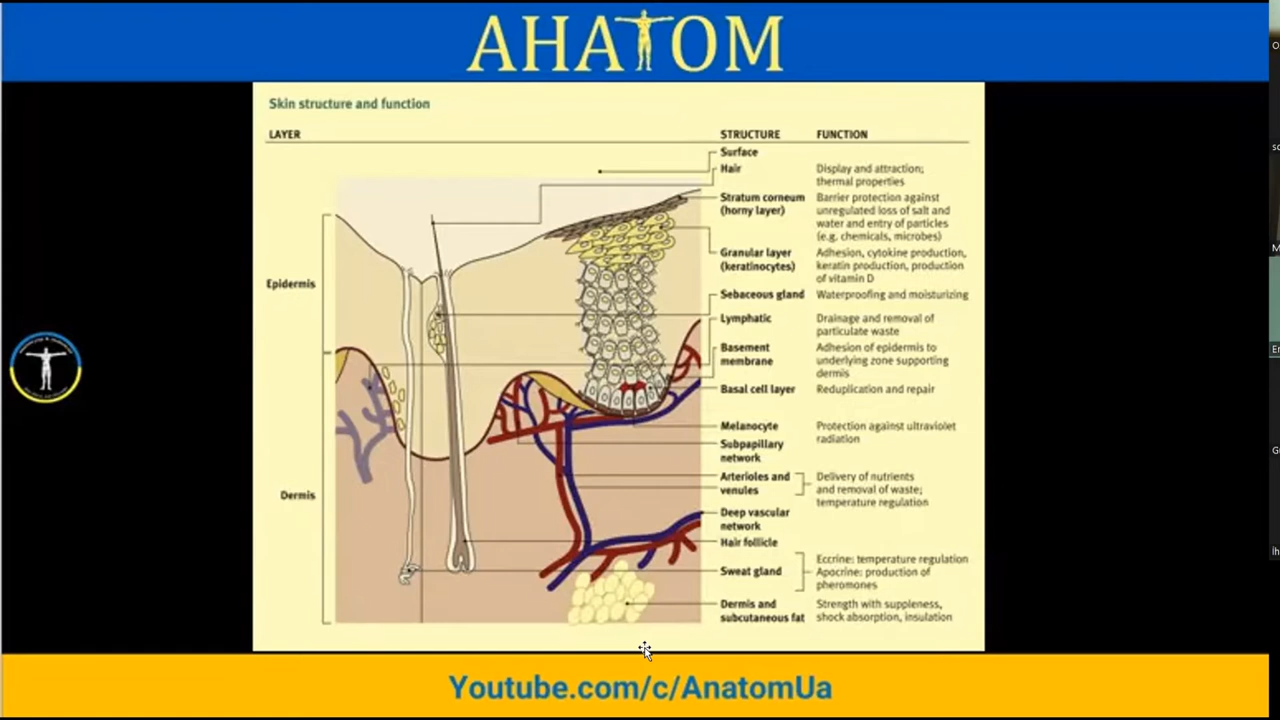 АНАТОМ
Skin structure and function
LAYER
STRUCTURE
FUNCTION
Surface
Hair
Display and attraction;
thermal properties
Stratum corneum
(horny layer)
Barrier protection against
unregulated loss of salt and
water and entry of particles
(e.g. chemicals, microbes)
Granular layer
(keratinocytes)
Adhesion, cytokine production,
keratin production, production
of vitamin D
Epidermis
Sebaceous gland
Waterproofing and moisturizing
Lymphatic
Drainage and removal of
particulate waste
Basement
membrane
Adhesion of epidermis to
underlying zone supporting
dermis
Basal cell layer
Reduplication and repair
Melanocyte
Protection against ultraviolet
radiation
Subpapillary
network
Arterioles and
venules
Delivery of nutrients
and removal of waste;
temperature regulation
Dermis
Deep vascular
network
Hair follicle
Sweat gland
Eccrine: temperature regulation
Apocrine: production of
pheromones
Dermis and
subcutaneous fat
Strength with suppleness,
shock absorption, insulation
Youtube.com/c/AnatomUa